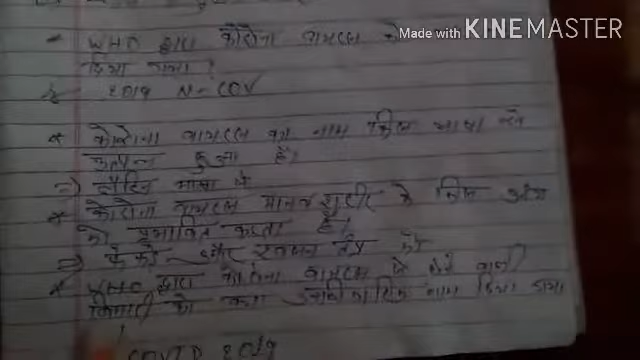 Made with KINEMASTER
* WHO द्वारा कोरोना वायरस को
दिया गया ?
2019 N-COV
* कोरोना वायरस का नाम किस भाषा से
उत्पन्न हुआ है।
=) लैटिन भाषा से
* कोरोना वायरस मानव शरीर के किस अंग
को प्रभावित करता है।
=) फेफड़े और श्वसन तंत्र को
* WHO द्वारा कोरोना वायरस से होने वाली
बिमारी को क्या नाम दिया गया
COVID 2019